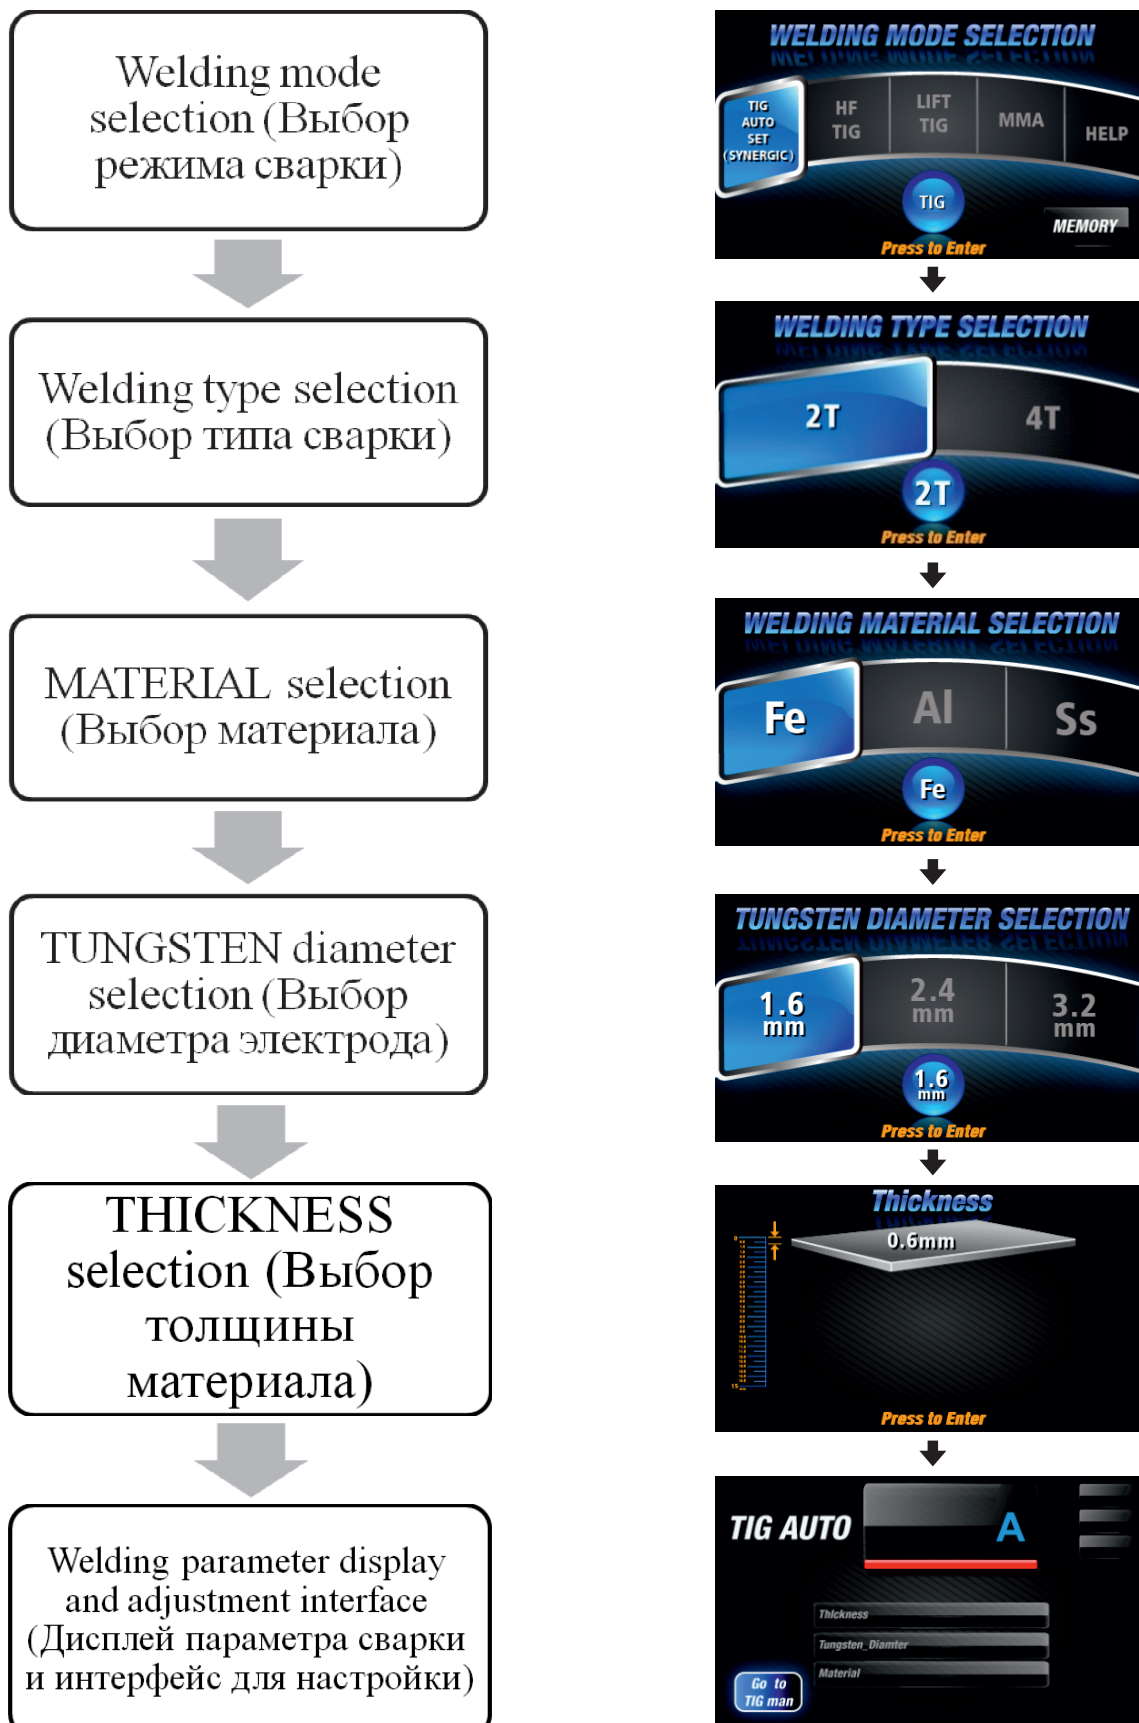 Welding mode
selection (Выбор
режима сварки)
Welding type selection
(Выбор типа сварки)
MATERIAL selection
(Выбор материала)
TUNGSTEN diameter
selection (Выбор
диаметра электрода)
THICKNESS
selection (Выбор
толщины
материала)
Welding parameter display
and adjustment interface
(Дисплей параметра сварки
и интерфейс для настройки)
WELDING MODE SELECTION
TIG
AUTO
SET
(SYNERGIC)
HF
TIG
LIFT
TIG
MMA
HELP
TIG
MEMORY
Press to Enter
WELDING TYPE SELECTION
2T
4T
2T
Press to Enter
WELDING MATERIAL SELECTION
Fe
Al
Ss
Fe
Press to Enter
TUNGSTEN DIAMETER SELECTION
1.6
mm
2.4
mm
3.2
mm
1.6
mm
Press to Enter
Thickness
0.6mm
0
15
Press to Enter
TIG AUTO
A
Thickness
Tungsten_Diamter
Material
Go to
TIG man